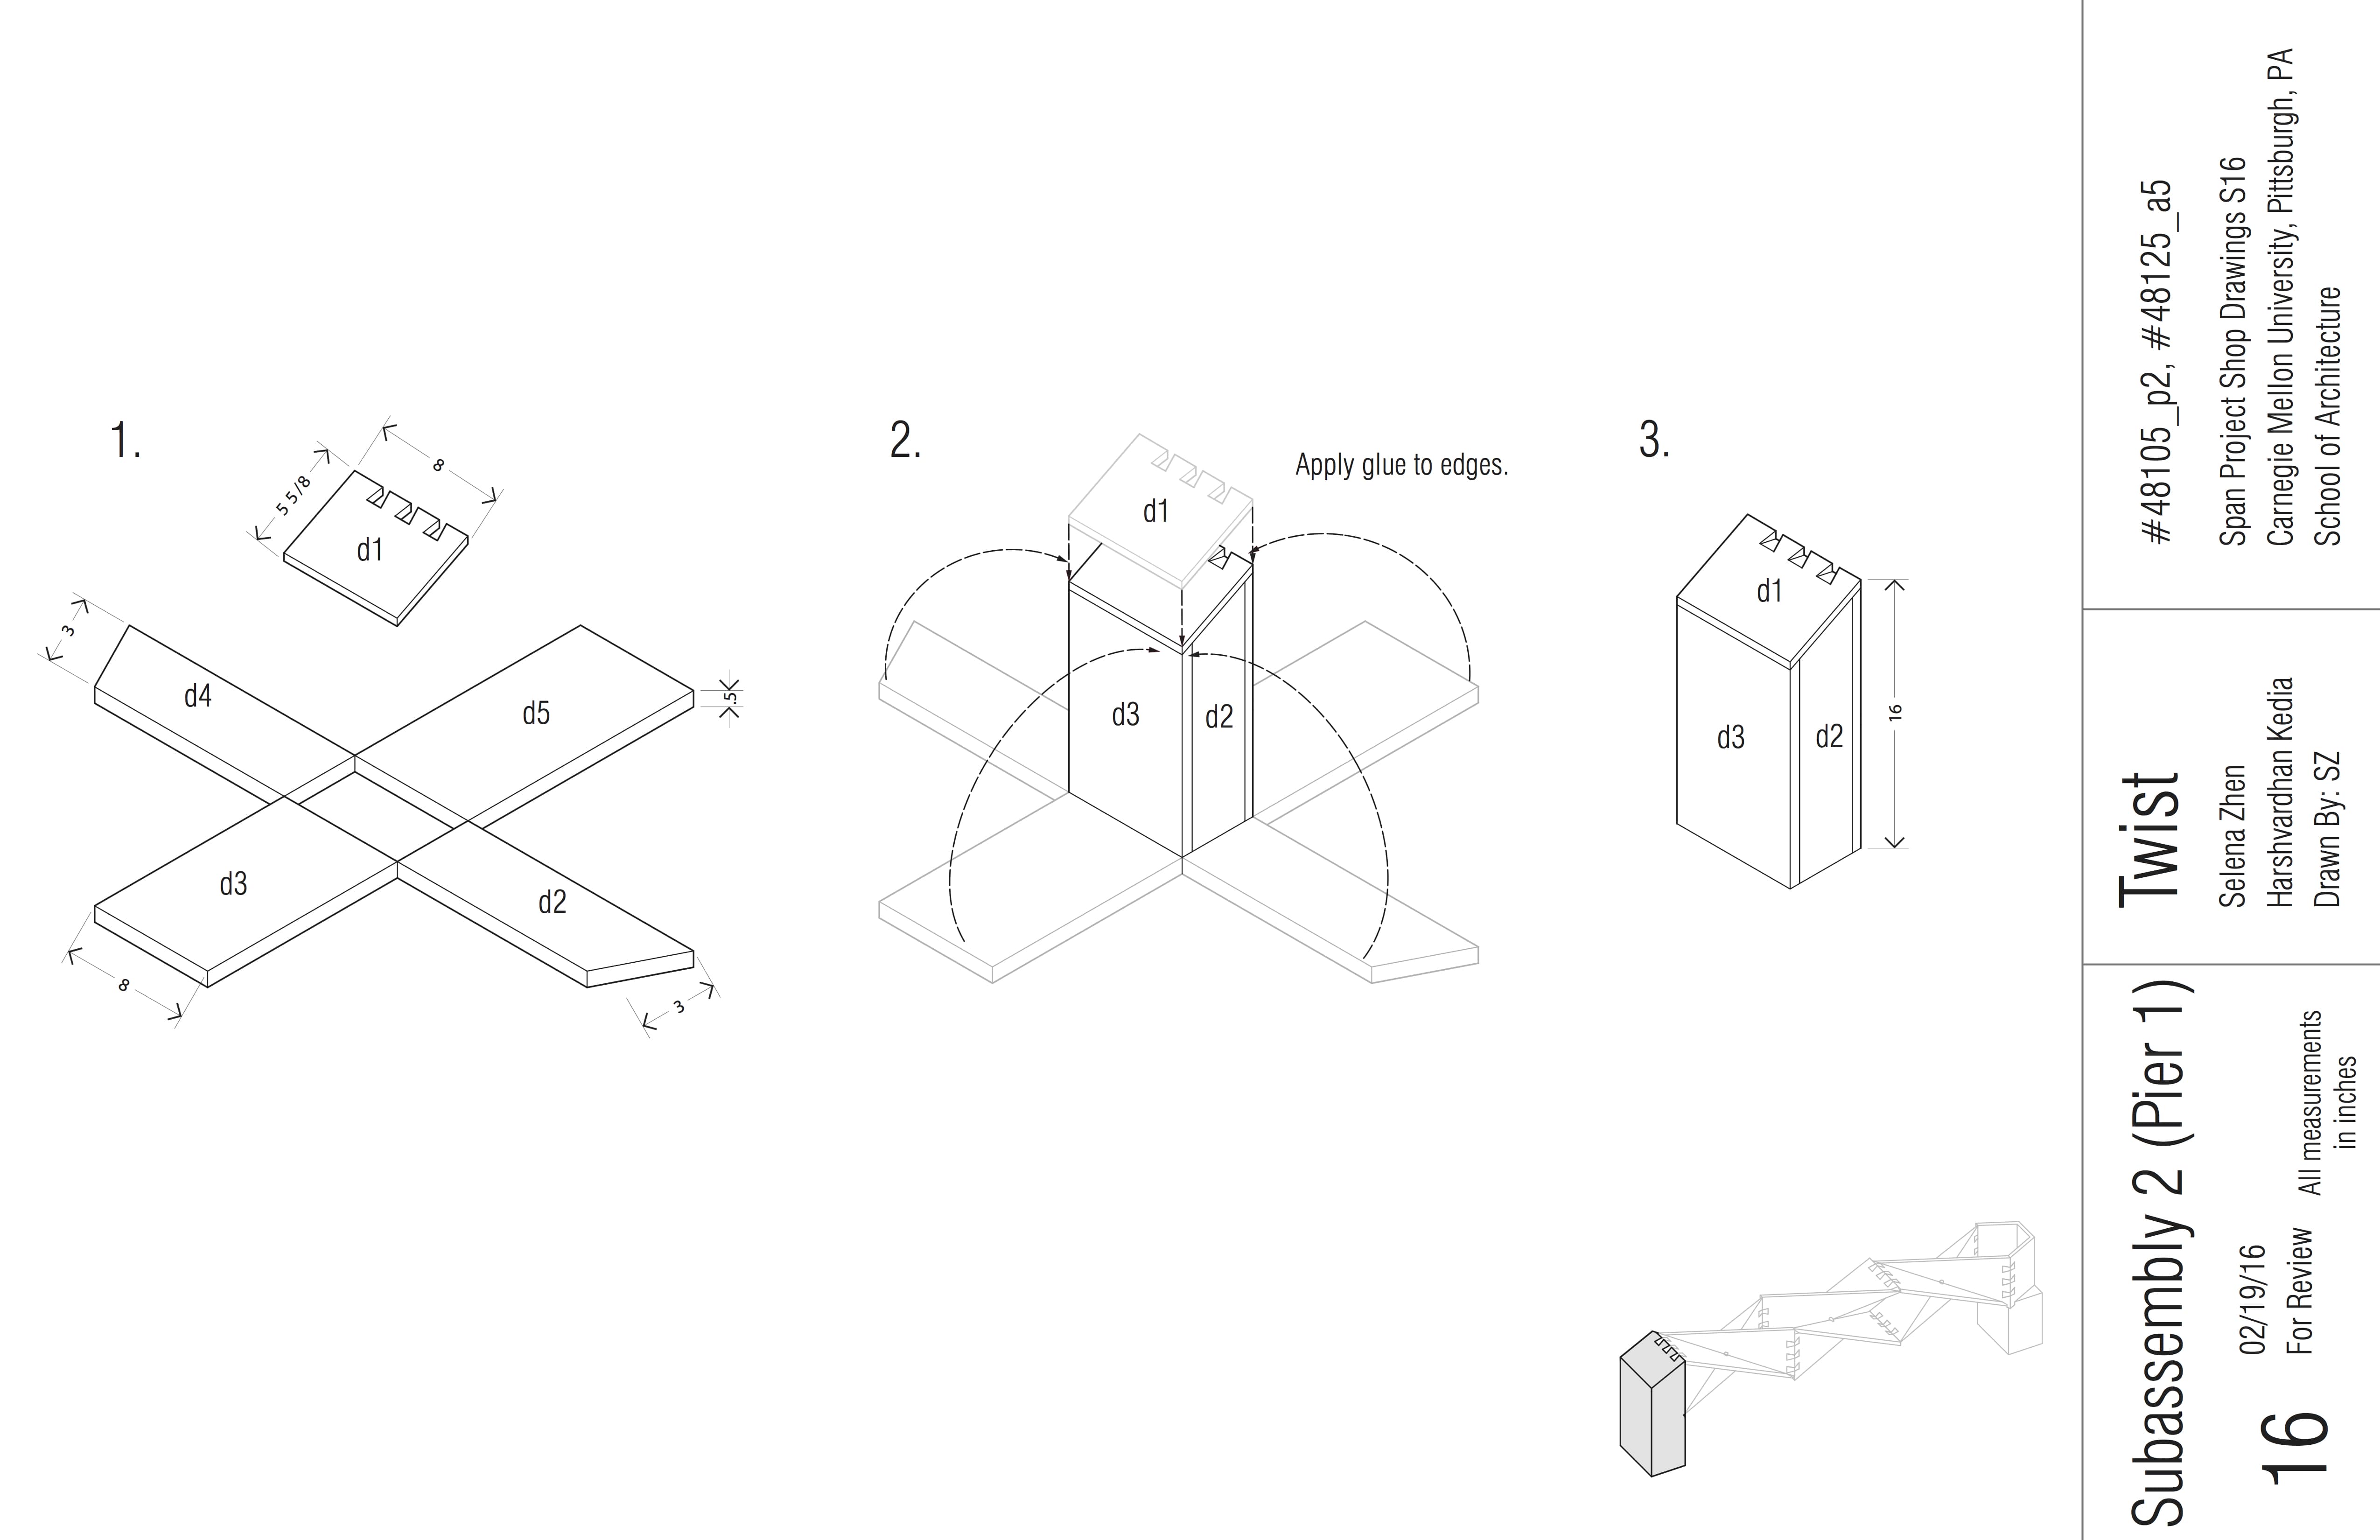 1.
8
5 5/8
d1
3
d4
d5
.5
d3
d2
8
3
2.
Apply glue to edges.
d1
d3
d2
3.
d1
d3
d2
16
#48105_p2, #48125_a5
Span Project Shop Drawings S16
Carnegie Mellon University, Pittsburgh, PA
School of Architecture
Twist
Selena Zhen
Harshvardhan Kedia
Drawn By: SZ
Subassembly 2 (Pier 1)
02/19/16
For Review
All measurements
in inches
16